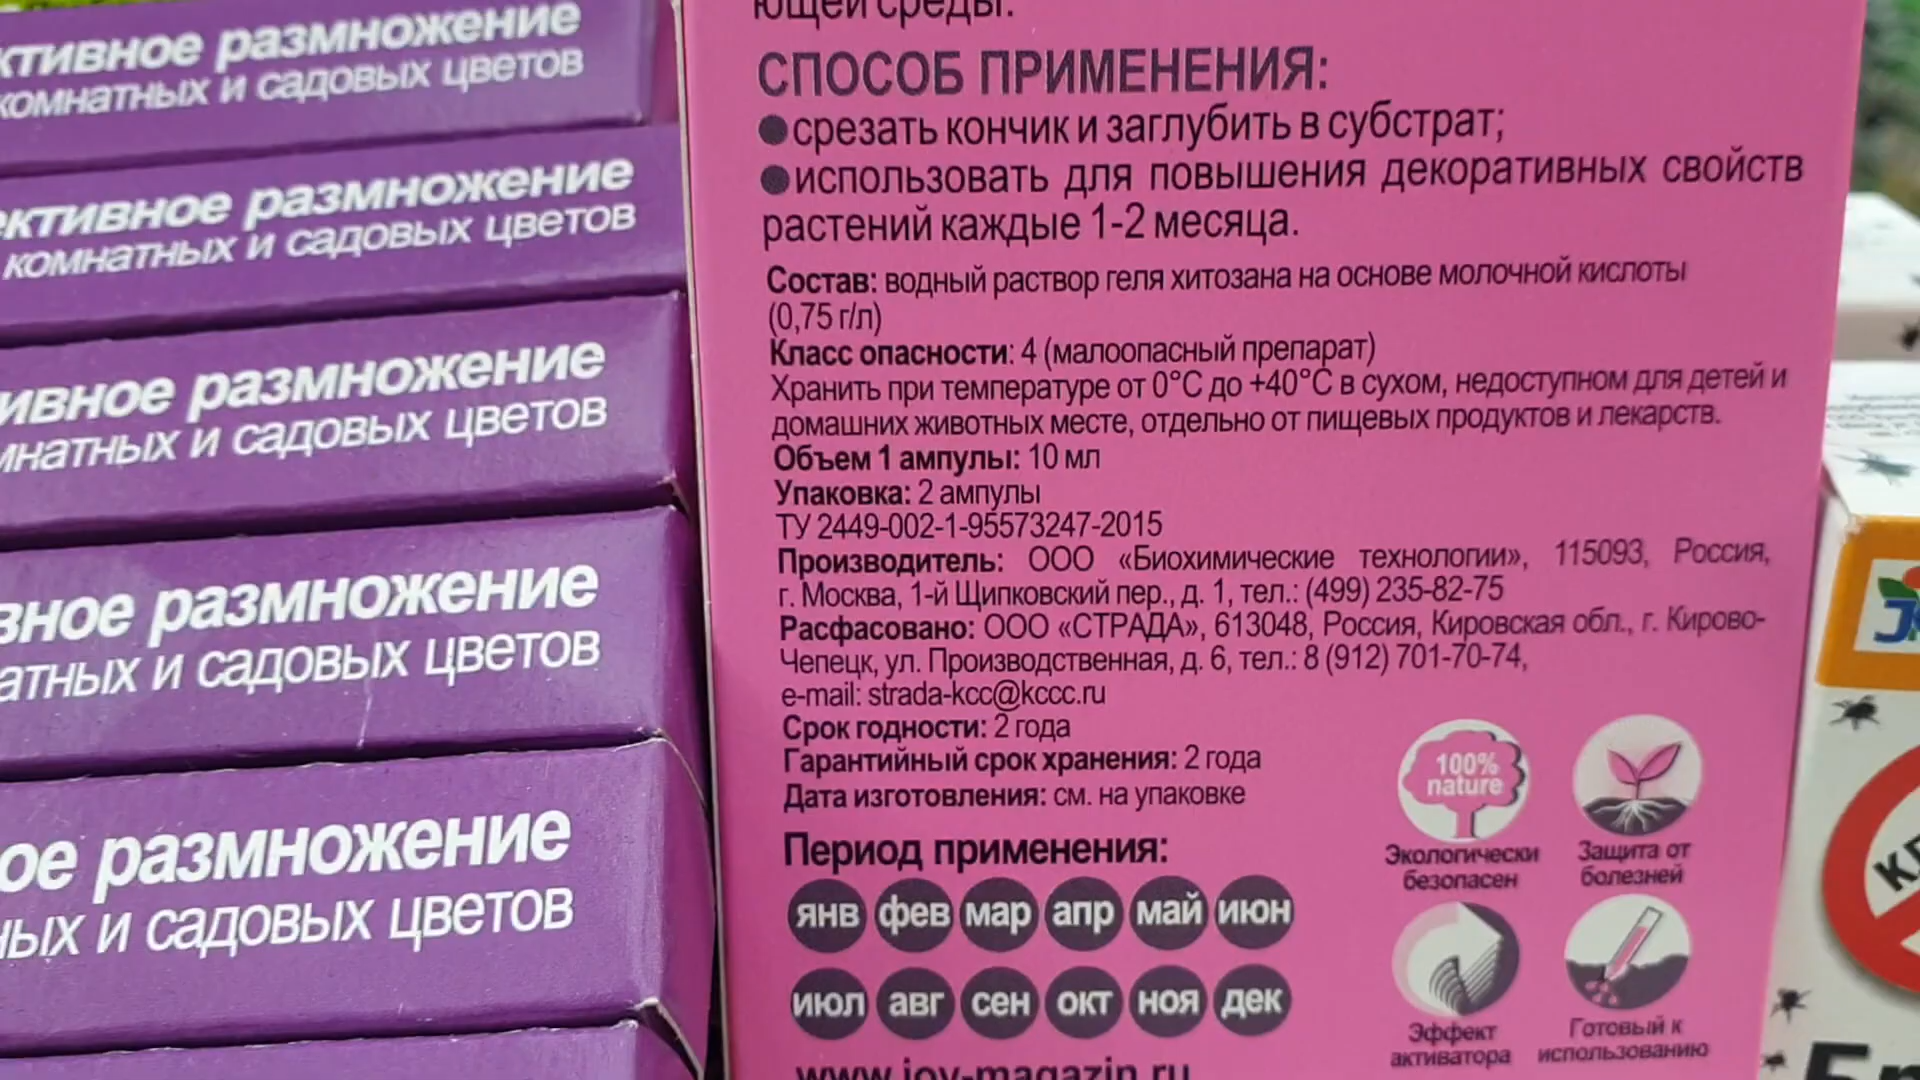 размножение
комнатных и садовых цветов
размножение
комнатных и садовых цветов
размножение
и садовых цветов
размножение
и садовых цветов
размножение
и садовых цветов
ющей среды.
СПОСОБ ПРИМЕНЕНИЯ:
●срезать кончик и заглубить в субстрат;
●использовать для повышения декоративных свойств
растений каждые 1-2 месяца.
Состав: водный раствор геля хитозана на основе молочной кислоты
(0,75 г/л)
Класс опасности: 4 (малоопасный препарат)
Хранить при температуре от 0°С до +40°С в сухом, недоступном для детей и
домашних животных месте, отдельно от пищевых продуктов и лекарств.
Объем 1 ампулы: 10 мл
Упаковка: 2 ампулы
ТУ 2449-002-1-95573247-2015
Производитель: ООО «Биохимические технологии», 115093, Россия,
г. Москва, 1-й Щипковский пер., д. 1, тел.: (499) 235-82-75
Расфасовано: ООО «СТРАДА», 613048, Россия, Кировская обл., г. Кирово-
Чепецк, ул. Производственная, д. 6, тел.: 8 (912) 701-70-74,
e-mail: strada-kcc@kccc.ru
Срок годности: 2 года
Гарантийный срок хранения: 2 года
Дата изготовления: см. на упаковке
Период применения:
янв фев мар апр май июн
июл авг сен окт ноя дек
www.joy-magazin.ru
100%
nature
Экологически
безопасен
Защита от
болезней
Эффект
активатора
Готовый к
использованию